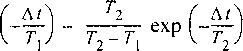 (-Δt/T₁) - T₂/(T₂ - T₁) exp (-Δt/T₂)